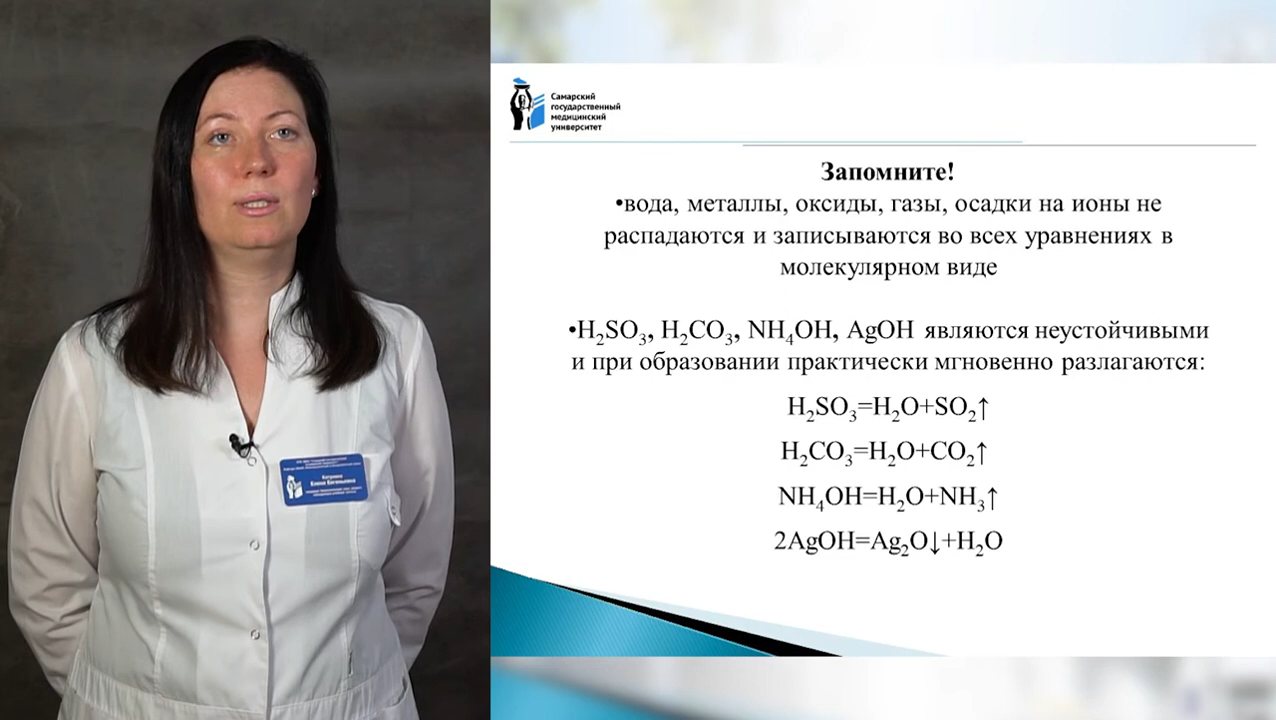 Самарский
государственный
медицинский
университет
Запомните!
•вода, металлы, оксиды, газы, осадки на ионы не
распадаются и записываются во всех уравнениях в
молекулярном виде
•H₂SO₃, H₂CO₃, NH₄OH, AgOH являются неустойчивыми
и при образовании практически мгновенно разлагаются:
H₂SO₃=H₂O+SO₂↑
H₂CO₃=H₂O+CO₂↑
NH₄OH=H₂O+NH₃↑
2AgOH=Ag₂O↓+H₂O
Елена Евгеньевна